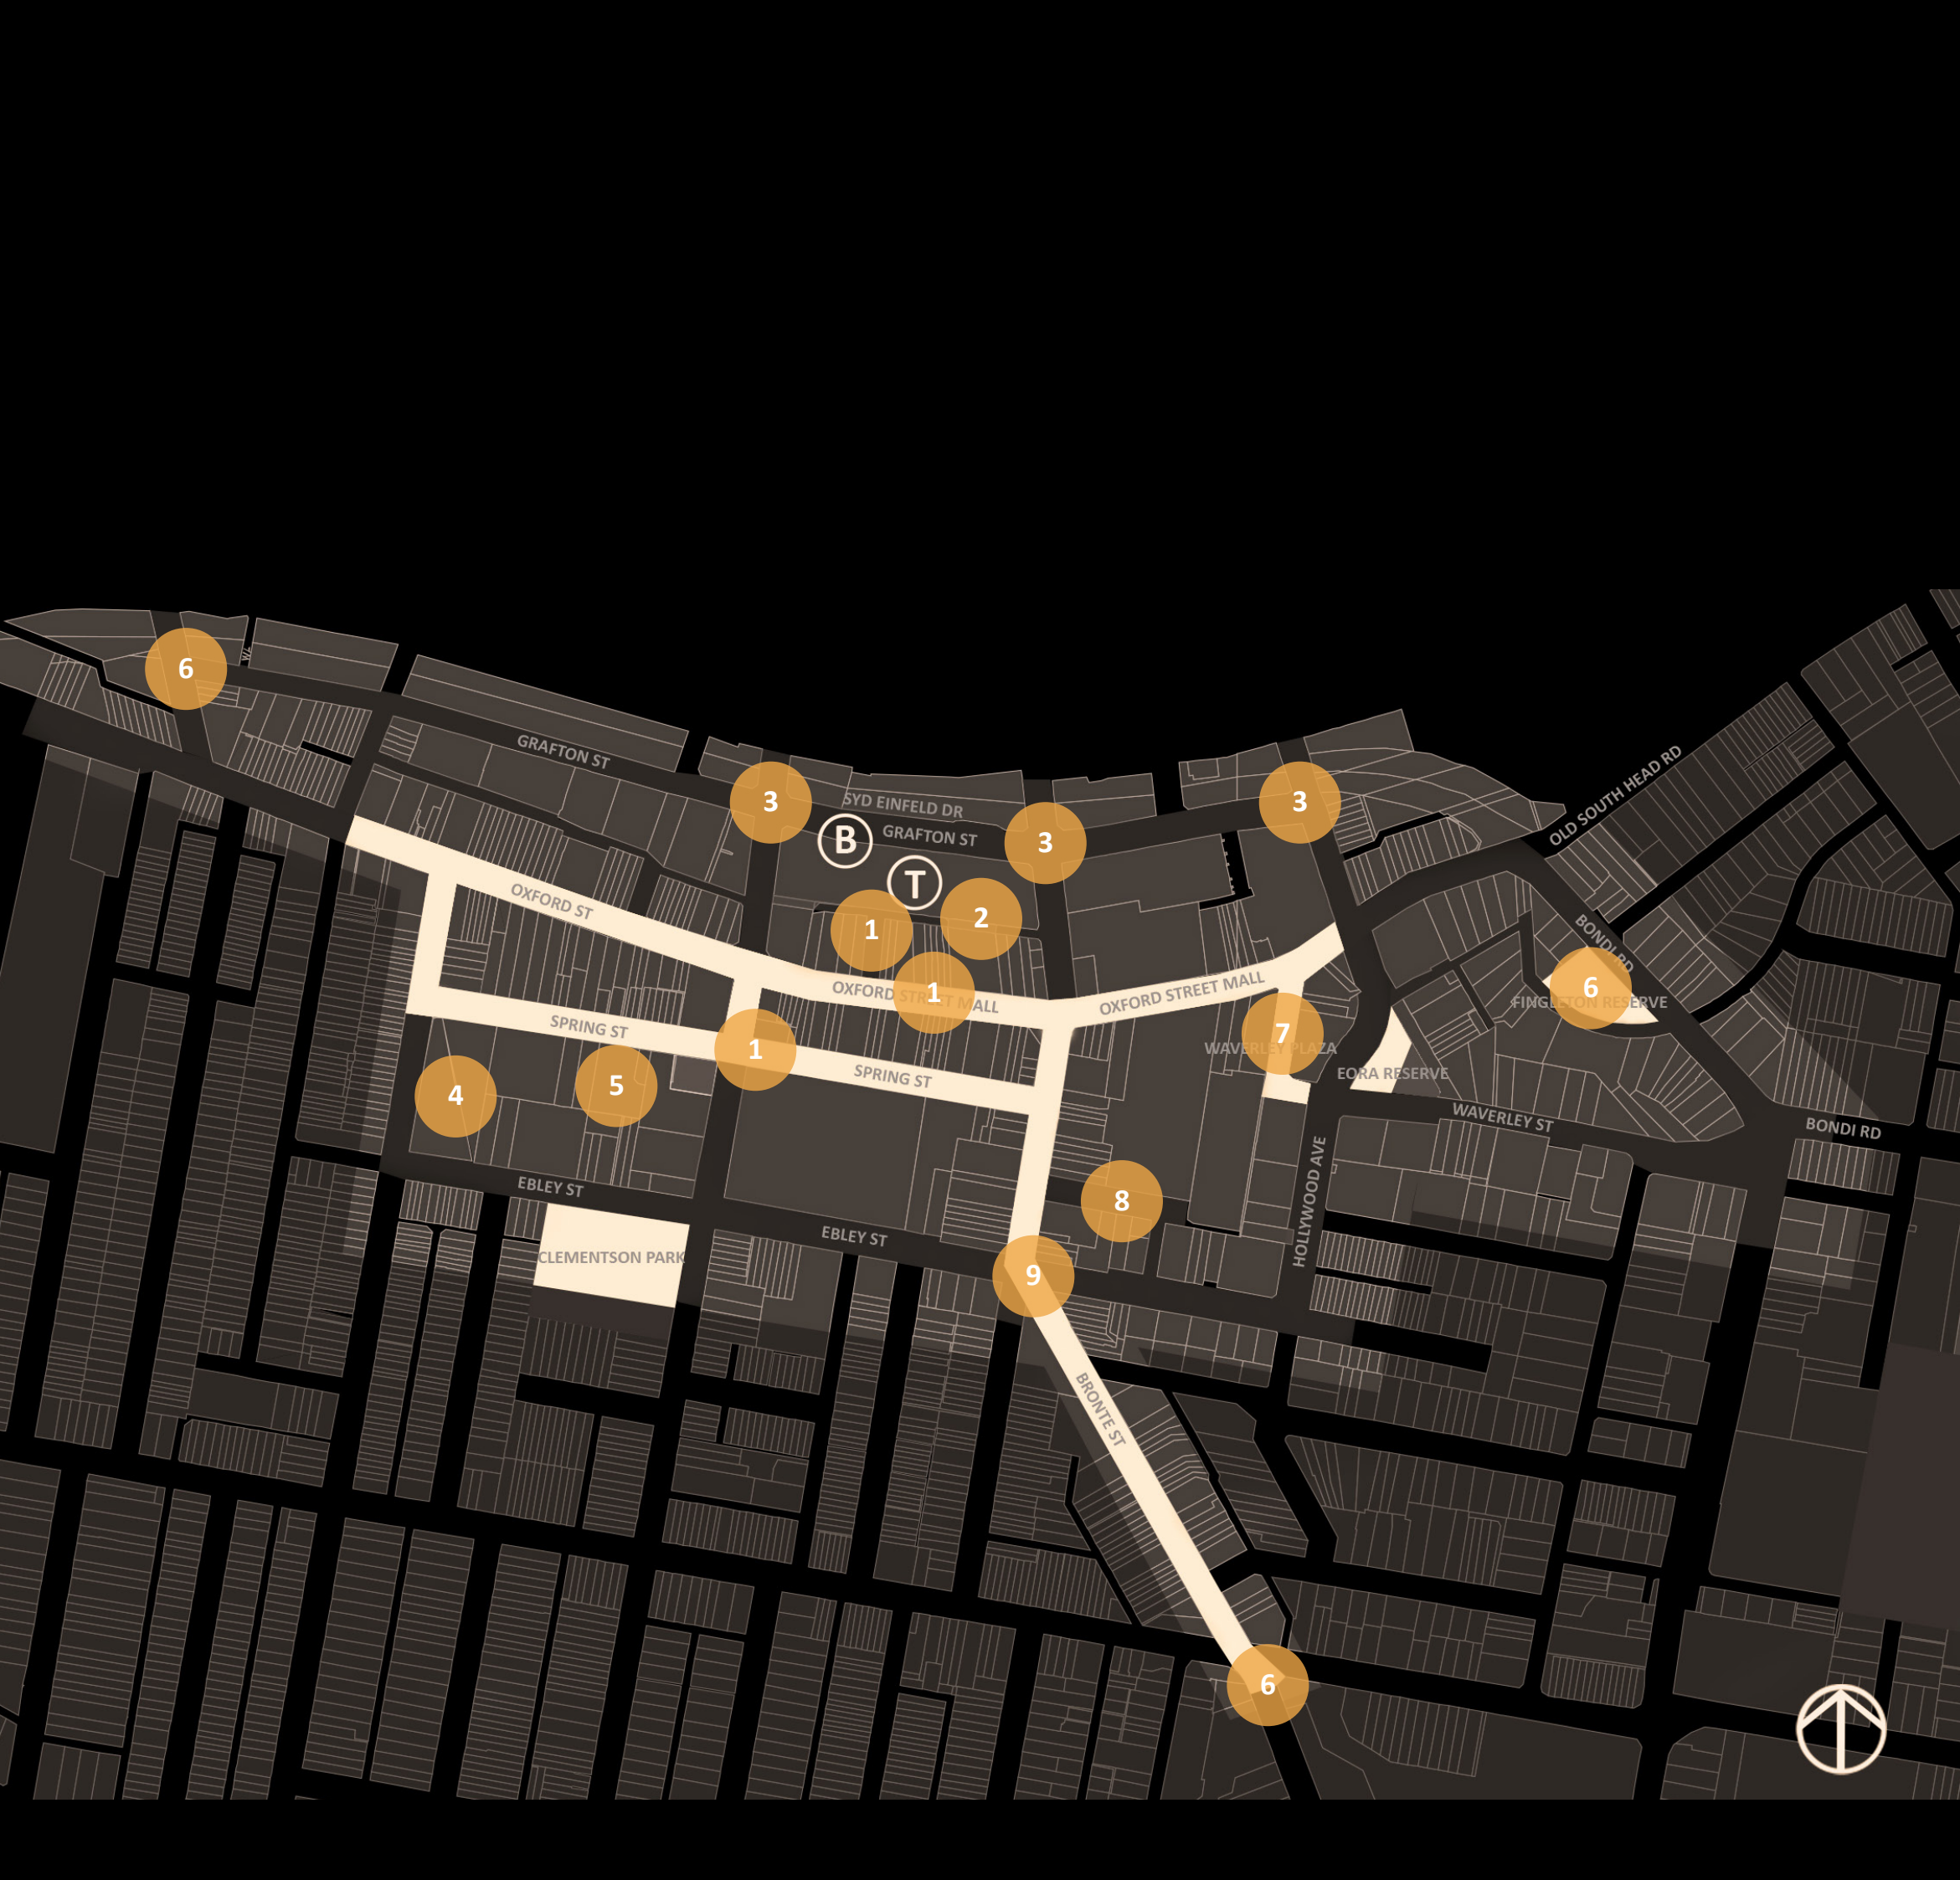 6
GRAFTON ST
3
SYD EINFELD DR
3
OLD SOUTH HEAD RD
B
GRAFTON ST
3
T
OXFORD ST
1
2
BONDI RD
OXFORD STREET MALL
1
OXFORD STREET MALL
6
FINGLETON RESERVE
SPRING ST
1
7
WAVERLEY PLAZA
4
5
SPRING ST
EORA RESERVE
WAVERLEY ST
BONDI RD
EBLEY ST
8
HOLLYWOOD AVE
EBLEY ST
CLEMENTSON PARK
9
BRONTE ST
6